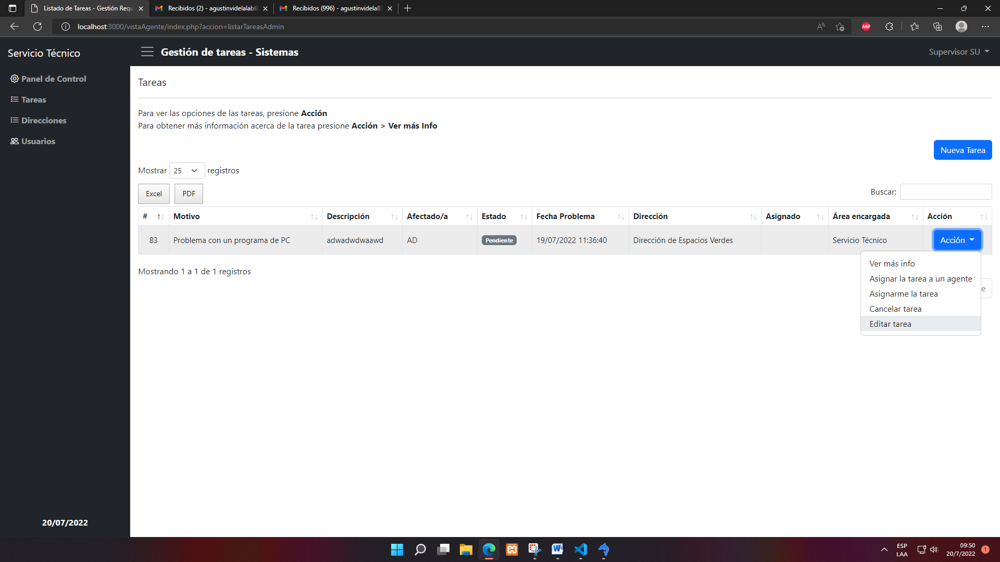 Listado de Tareas - Gestión Requ
Recibidos (2) - agustinvidelalab@
Recibidos (996) - agustinvidela82
localhost:3000/vistaAgente/index.php?accion=listarTareasAdmin
ABP
Servicio Técnico
Gestión de tareas - Sistemas
Supervisor SU
Panel de Control
Tareas
Direcciones
Usuarios
Tareas
Para ver las opciones de las tareas, presione Acción
Para obtener más información acerca de la tarea presione Acción > Ver más Info
Nueva Tarea
Mostrar 25 registros
Excel PDF
Buscar:
# Motivo Descripción Afectado/a Estado Fecha Problema Dirección Asignado Área encargada Acción
83 Problema con un programa de PC adwadwdwaawd AD Pendiente 19/07/2022 11:36:40 Dirección de Espacios Verdes Servicio Técnico Acción
Ver más info
Asignar la tarea a un agente
Asignarme la tarea
Cancelar tarea
Editar tarea
Mostrando 1 a 1 de 1 registros
e
20/07/2022
ESP
LAA
09:50
20/7/2022
1